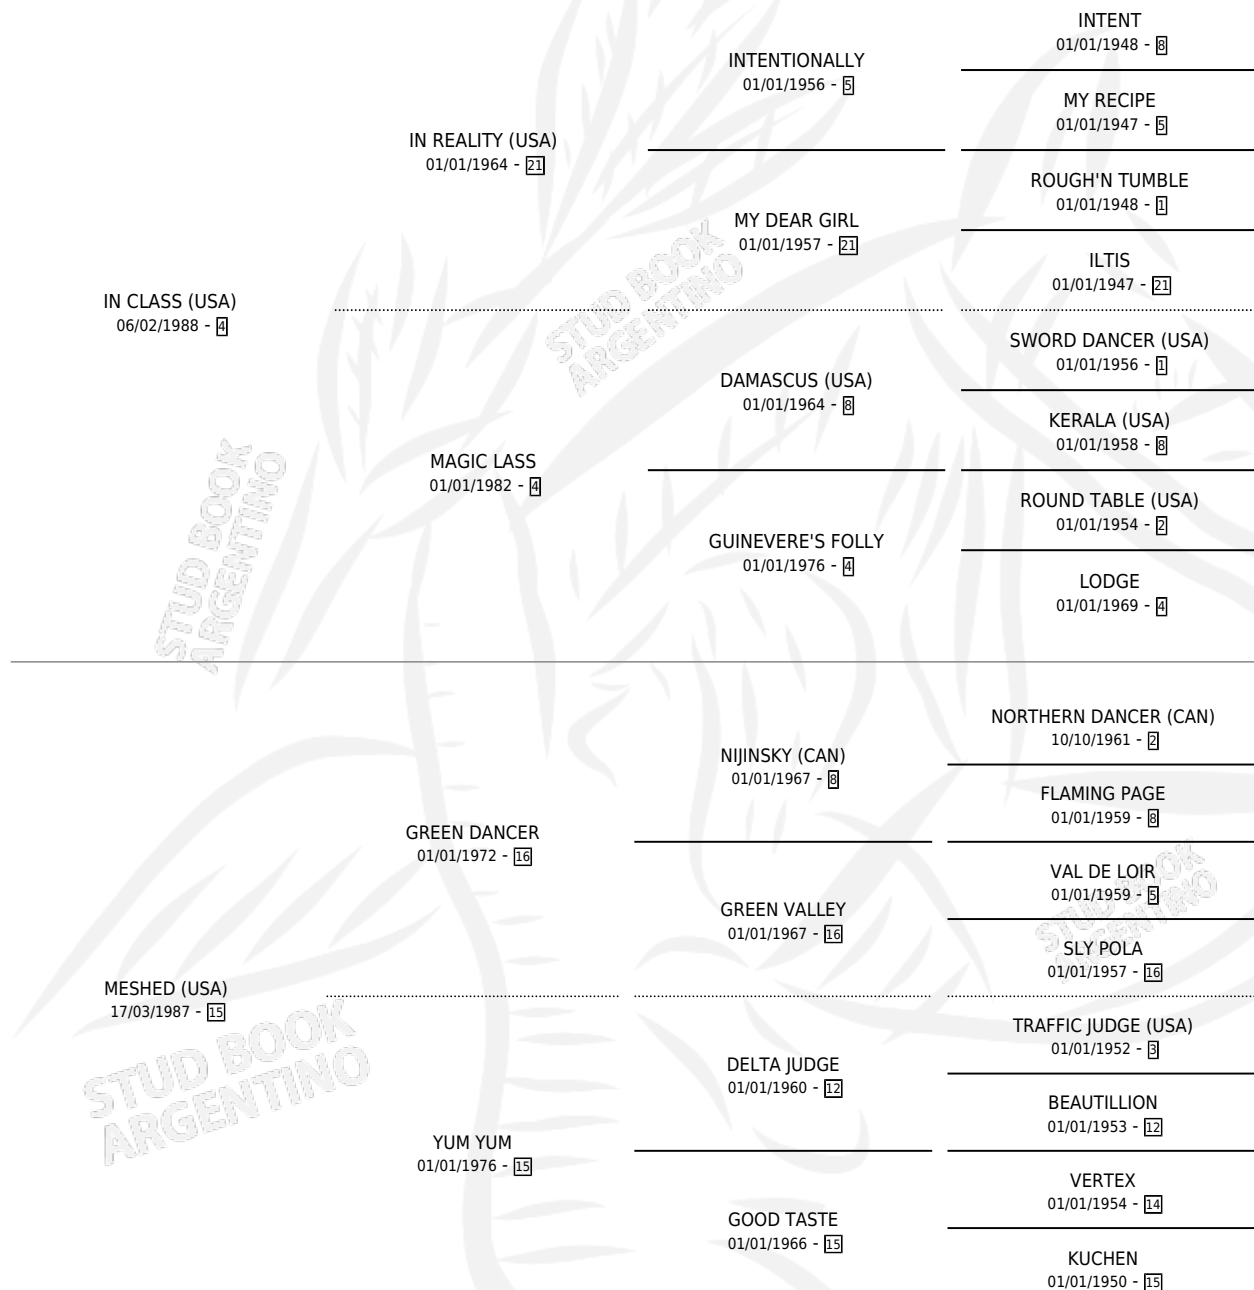 INTENT
01/01/1948 - 8
INTENTIONALLY
01/01/1956 - 5
MY RECIPE
01/01/1947 - 5
IN REALITY (USA)
01/01/1964 - 21
ROUGH'N TUMBLE
01/01/1948 - 1
MY DEAR GIRL
01/01/1957 - 21
ILTIS
01/01/1947 - 21
IN CLASS (USA)
06/02/1988 - 4
STUD BOOK
ARGENTINO
SWORD DANCER (USA)
01/01/1956 - 1
DAMASCUS (USA)
01/01/1964 - 8
KERALA (USA)
01/01/1958 - 8
MAGIC LASS
01/01/1982 - 4
ROUND TABLE (USA)
01/01/1954 - 2
GUINEVERE'S FOLLY
01/01/1976 - 4
LODGE
01/01/1969 - 4
STUD BOOK
ARGENTINO
NORTHERN DANCER (CAN)
10/10/1961 - 2
NIJINSKY (CAN)
01/01/1967 - 8
FLAMING PAGE
01/01/1959 - 8
GREEN DANCER
01/01/1972 - 16
VAL DE LOIR
01/01/1959 - 5
GREEN VALLEY
01/01/1967 - 16
SLY POLA
01/01/1957 - 16
STUD BOOK
ARGENTINO
MESHED (USA)
17/03/1987 - 15
TRAFFIC JUDGE (USA)
01/01/1952 - 3
DELTA JUDGE
01/01/1960 - 12
BEAUTILLION
01/01/1953 - 12
STUD BOOK
ARGENTINO
YUM YUM
01/01/1976 - 15
VERTEX
01/01/1954 - 14
GOOD TASTE
01/01/1966 - 15
KUCHEN
01/01/1950 - 15